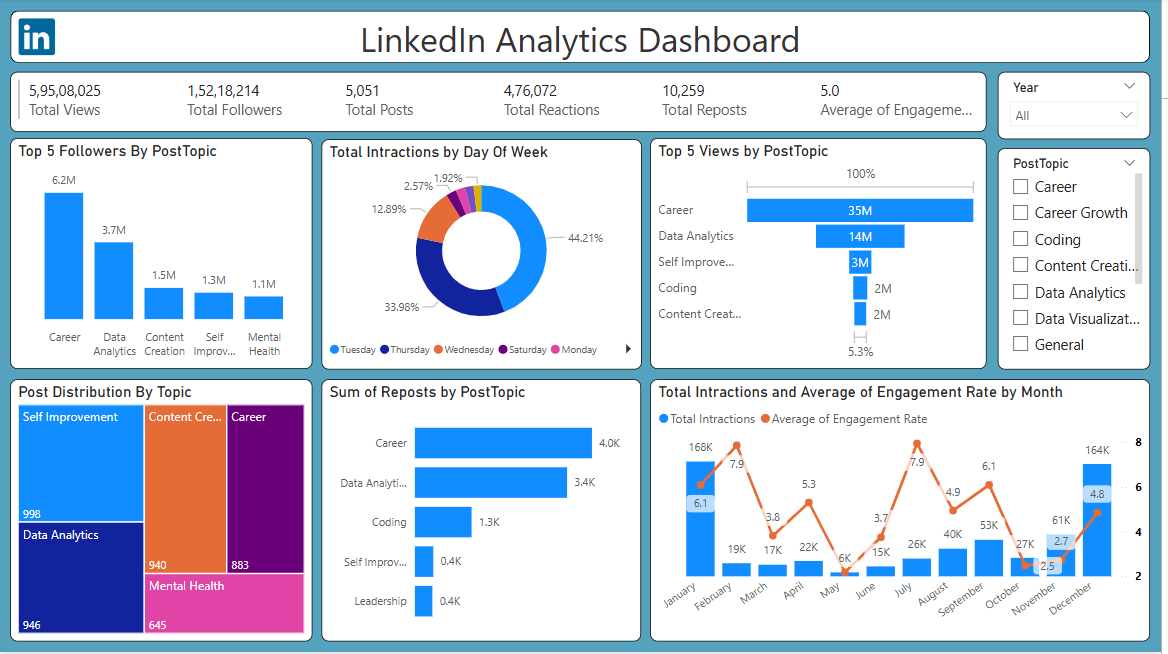 in
LinkedIn Analytics Dashboard
5,95,08,025
Total Views
1,52,18,214
Total Followers
5,051
Total Posts
4,76,072
Total Reactions
10,259
Total Reposts
5.0
Average of Engageme...
Year
All
PostTopic
Career
Career Growth
Coding
Content Creati...
Data Analytics
Data Visualizat...
General
Top 5 Followers By PostTopic
6.2M
3.7M
1.5M
1.3M
1.1M
Career
Data
Analytics
Content
Creation
Self
Improv...
Mental
Health
Total Intractions by Day Of Week
1.92%
2.57%
12.89%
44.21%
33.98%
Tuesday Thursday Wednesday Saturday Monday
Top 5 Views by PostTopic
100%
Career 35M
Data Analytics 14M
Self Improve... 3M
Coding 2M
Content Creat... 2M
5.3%
Post Distribution By Topic
Self Improvement
998
Data Analytics
946
Content Cre...
940
Career
883
Mental Health
645
Sum of Reposts by PostTopic
Career 4.0K
Data Analyti... 3.4K
Coding 1.3K
Self Improv... 0.4K
Leadership 0.4K
Total Intractions and Average of Engagement Rate by Month
Total Intractions Average of Engagement Rate
168K
19K
17K
22K
6K
15K
26K
40K
53K
27K
61K
164K
6.1
7.9
3.8
5.3
3.7
7.9
4.9
6.1
2.5
2.7
4.8
8
6
4
2
January
February
March
April
May
June
July
August
September
October
November
December